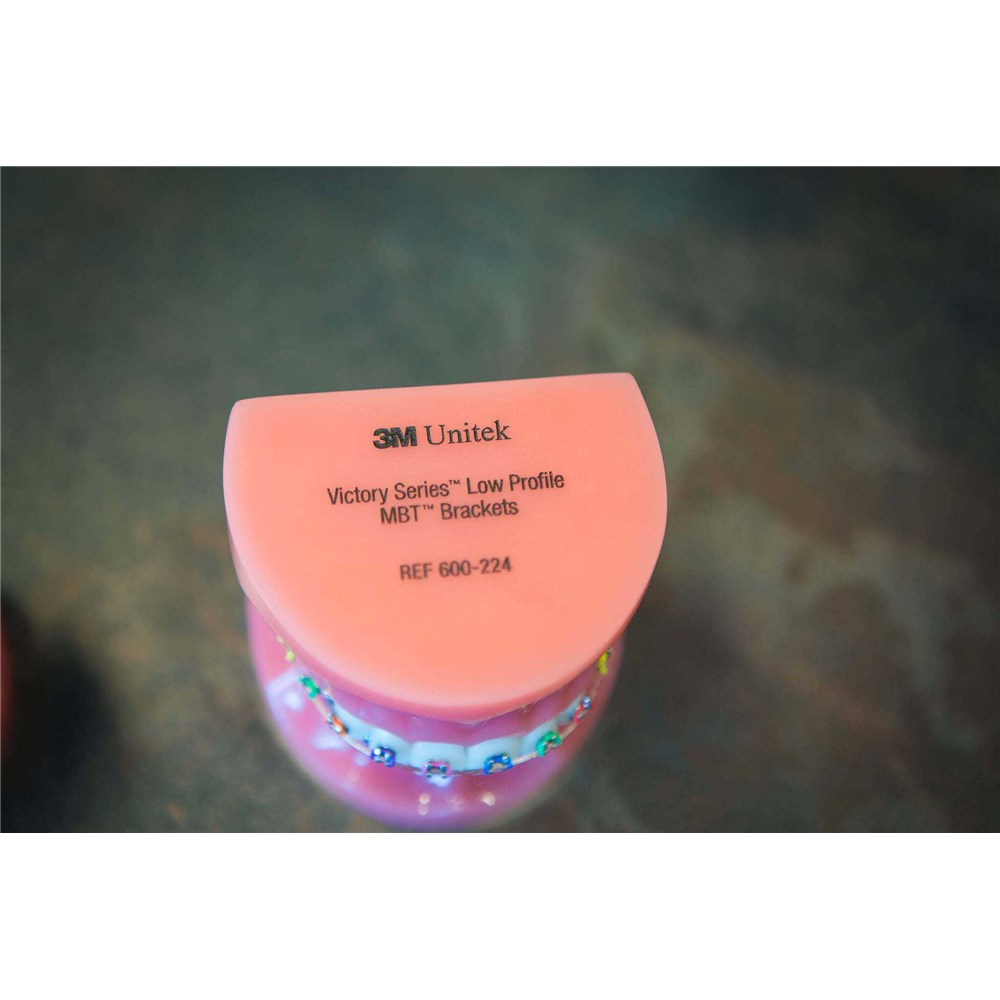 3M Unitek
Victory Series™ Low Profile
MBT™ Brackets
REF 600-224